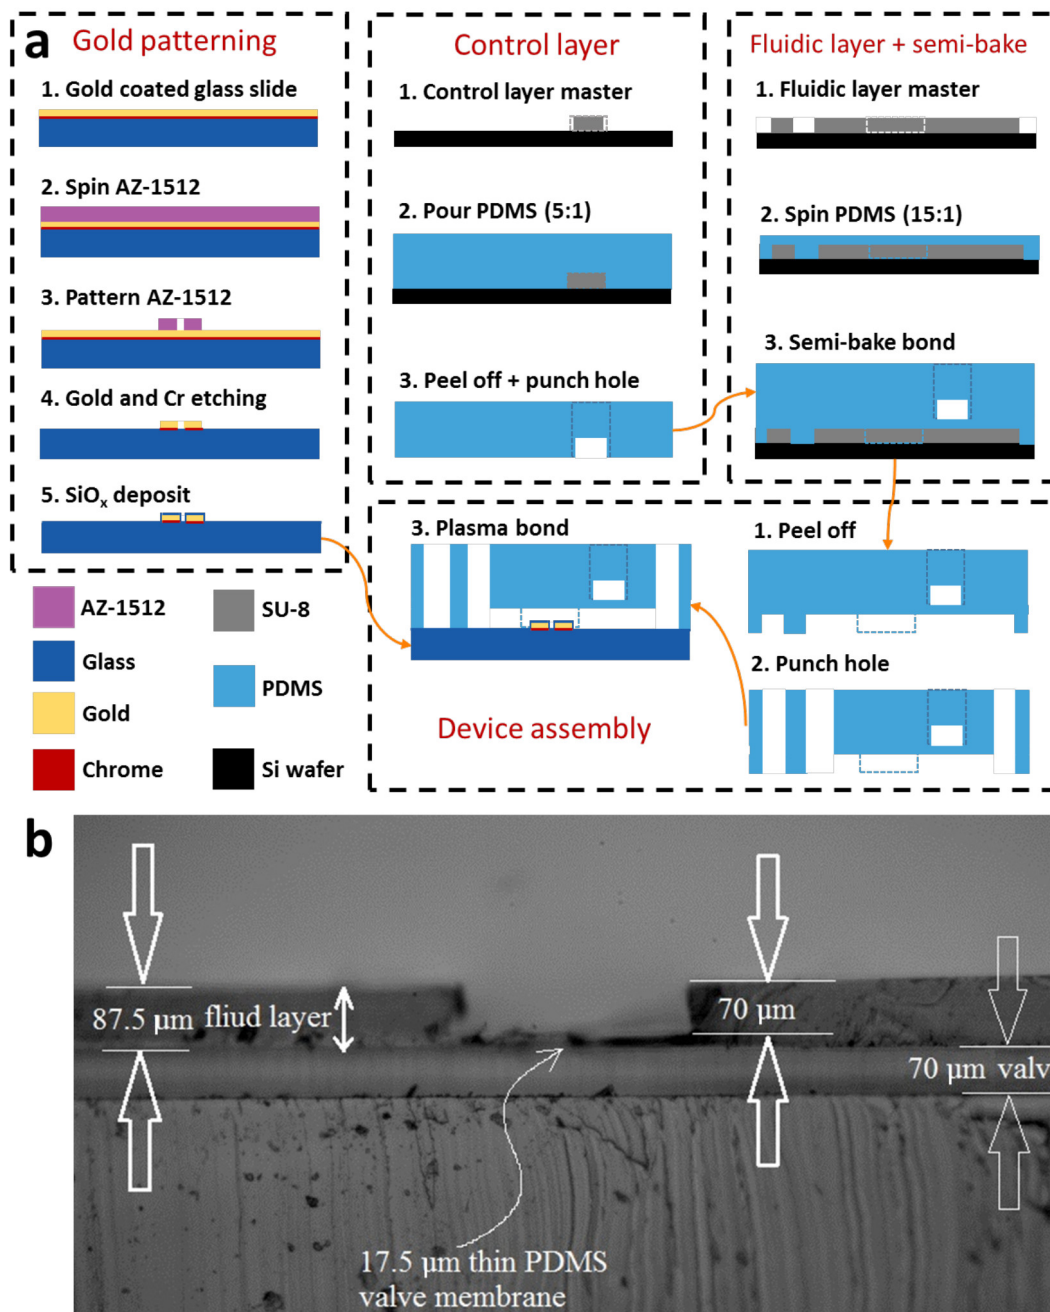 a
Gold patterning
1. Gold coated glass slide
2. Spin AZ-1512
3. Pattern AZ-1512
4. Gold and Cr etching
5. SiOx deposit
Control layer
1. Control layer master
2. Pour PDMS (5:1)
3. Peel off + punch hole
Fluidic layer + semi-bake
1. Fluidic layer master
2. Spin PDMS (15:1)
3. Semi-bake bond
3. Plasma bond
1. Peel off
2. Punch hole
Device assembly
AZ-1512
Glass
Gold
Chrome
SU-8
PDMS
Si wafer
b
87.5 µm
fliud layer
70 µm
70 µm valv
17.5 µm thin PDMS
valve membrane